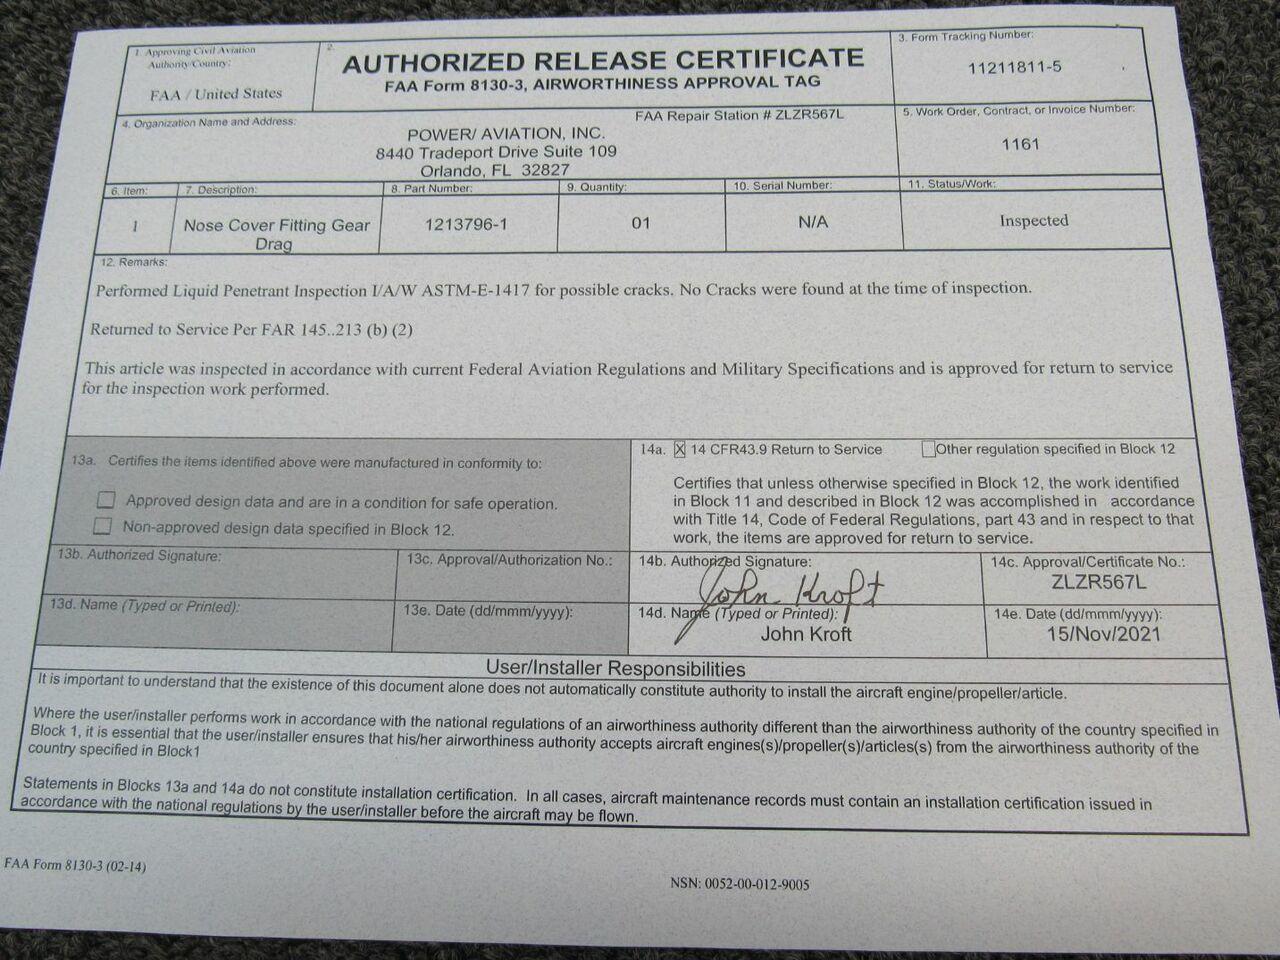 1. Approving Civil Aviation
Authority/Country:
FAA / United States
2.
AUTHORIZED RELEASE CERTIFICATE
FAA Form 8130-3, AIRWORTHINESS APPROVAL TAG
3. Form Tracking Number:
11211811-5
4. Organization Name and Address:
FAA Repair Station # ZLZR567L
POWER/ AVIATION, INC.
8440 Tradeport Drive Suite 109
Orlando, FL 32827
5. Work Order, Contract, or Invoice Number:
1161
6. Item:
7. Description:
8. Part Number:
9. Quantity:
10. Serial Number:
11. Status/Work:
1
Nose Cover Fitting Gear
Drag
1213796-1
01
N/A
Inspected
12. Remarks:
Performed Liquid Penetrant Inspection I/A/W ASTM-E-1417 for possible cracks. No Cracks were found at the time of inspection.
Returned to Service Per FAR 145..213 (b) (2)
This article was inspected in accordance with current Federal Aviation Regulations and Military Specifications and is approved for return to service
for the inspection work performed.
13a. Certifies the items identified above were manufactured in conformity to:
Approved design data and are in a condition for safe operation.
Non-approved design data specified in Block 12.
14a. X 14 CFR43.9 Return to Service
Other regulation specified in Block 12
Certifies that unless otherwise specified in Block 12, the work identified
in Block 11 and described in Block 12 was accomplished in accordance
with Title 14, Code of Federal Regulations, part 43 and in respect to that
work, the items are approved for return to service.
13b. Authorized Signature:
13c. Approval/Authorization No.:
14b. Authorized Signature:
John Kroft
14c. Approval/Certificate No.:
ZLZR567L
13d. Name (Typed or Printed):
13e. Date (dd/mmm/yyyy):
14d. Name (Typed or Printed):
John Kroft
14e. Date (dd/mmm/yyyy):
15/Nov/2021
User/Installer Responsibilities
It is important to understand that the existence of this document alone does not automatically constitute authority to install the aircraft engine/propeller/article.
Where the user/installer performs work in accordance with the national regulations of an airworthiness authority different than the airworthiness authority of the country specified in
Block 1, it is essential that the user/installer ensures that his/her airworthiness authority accepts aircraft engines(s)/propeller(s)/articles(s) from the airworthiness authority of the
country specified in Block1
Statements in Blocks 13a and 14a do not constitute installation certification. In all cases, aircraft maintenance records must contain an installation certification issued in
accordance with the national regulations by the user/installer before the aircraft may be flown.
FAA Form 8130-3 (02-14)
NSN: 0052-00-012-9005